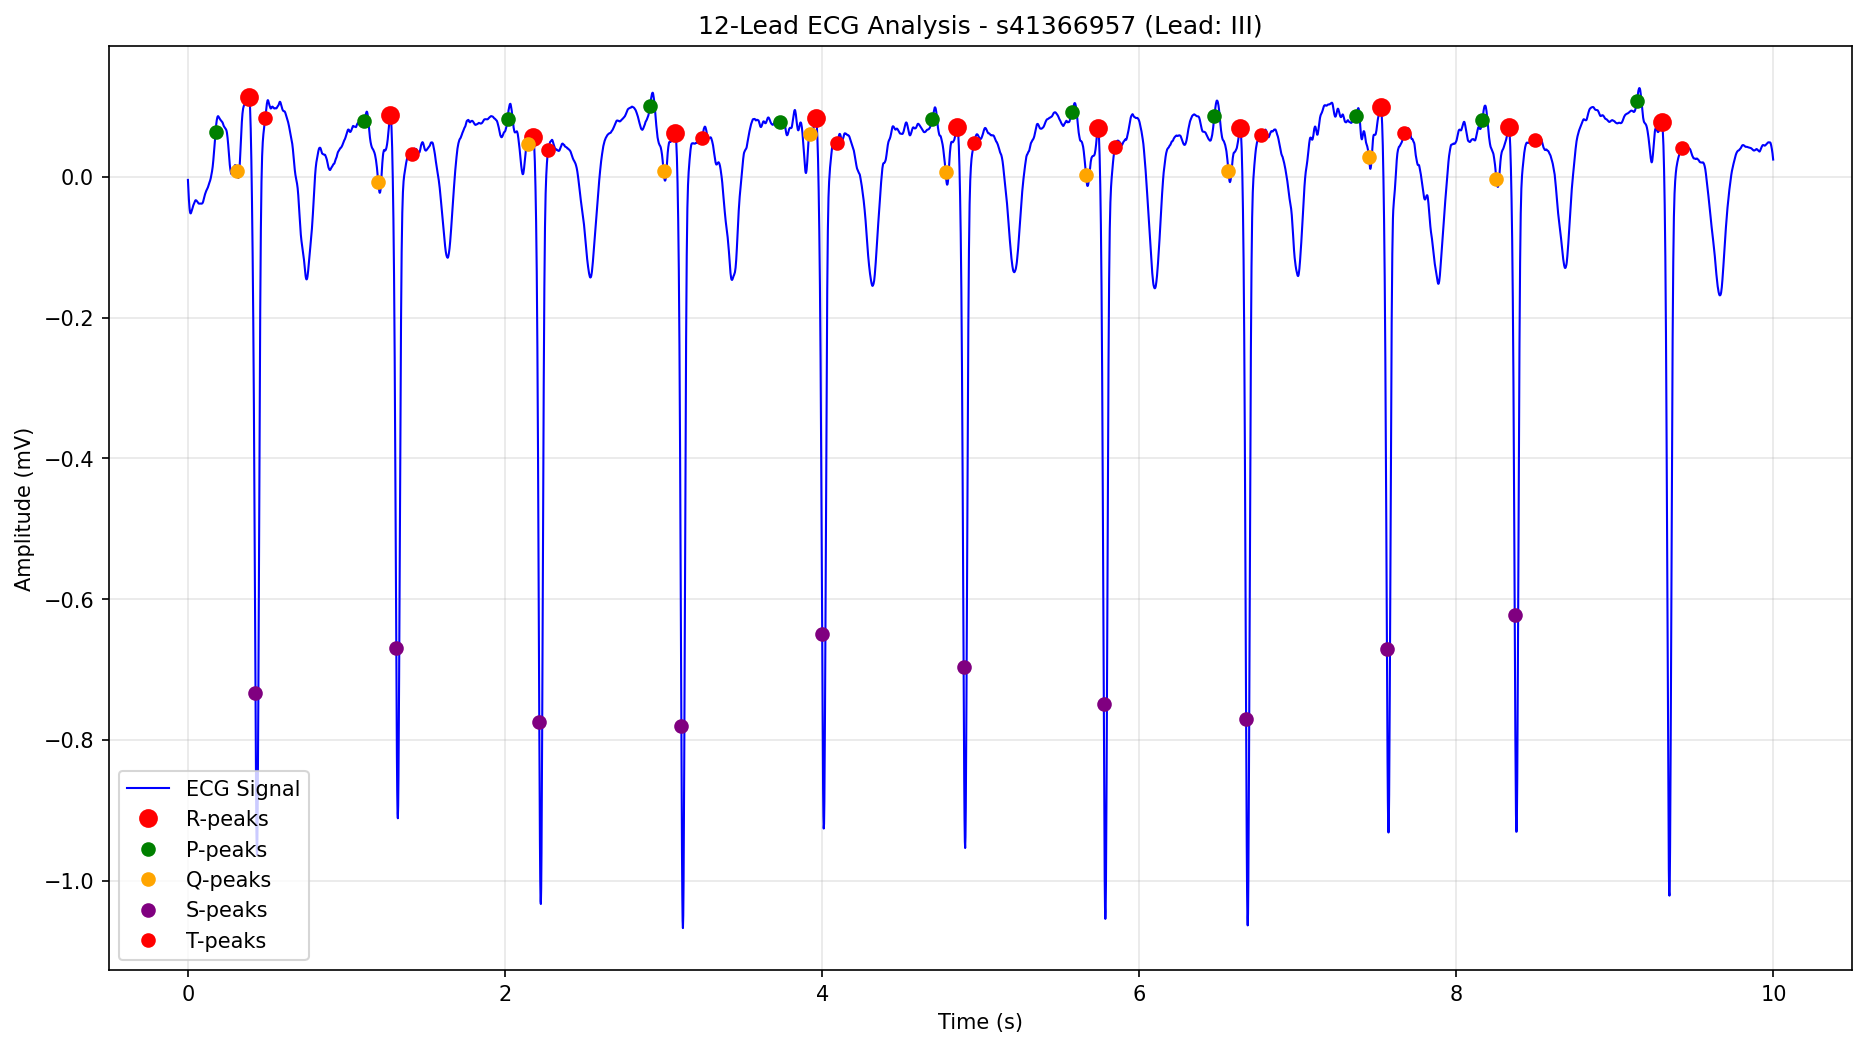 12-Lead ECG Analysis - s41366957 (Lead: III)
Amplitude (mV)
0.0
−0.2
−0.4
−0.6
−0.8
−1.0
ECG Signal
R-peaks
P-peaks
Q-peaks
S-peaks
T-peaks
0 2 4 6 8 10
Time (s)